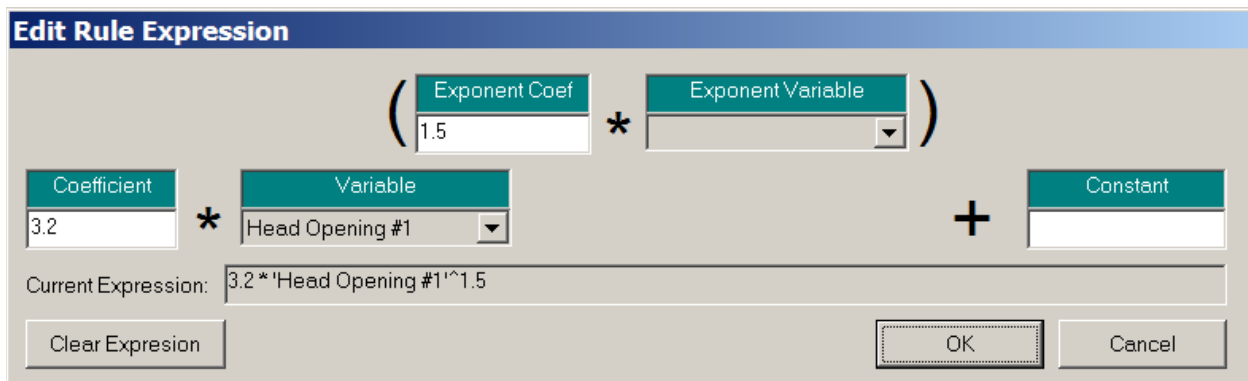 Edit Rule Expression
( Exponent Coef * Exponent Variable )
1.5
Coefficient * Variable + Constant
3.2 Head Opening #1
Current Expression: 3.2 * 'Head Opening #1'^1.5
Clear Expresion OK Cancel